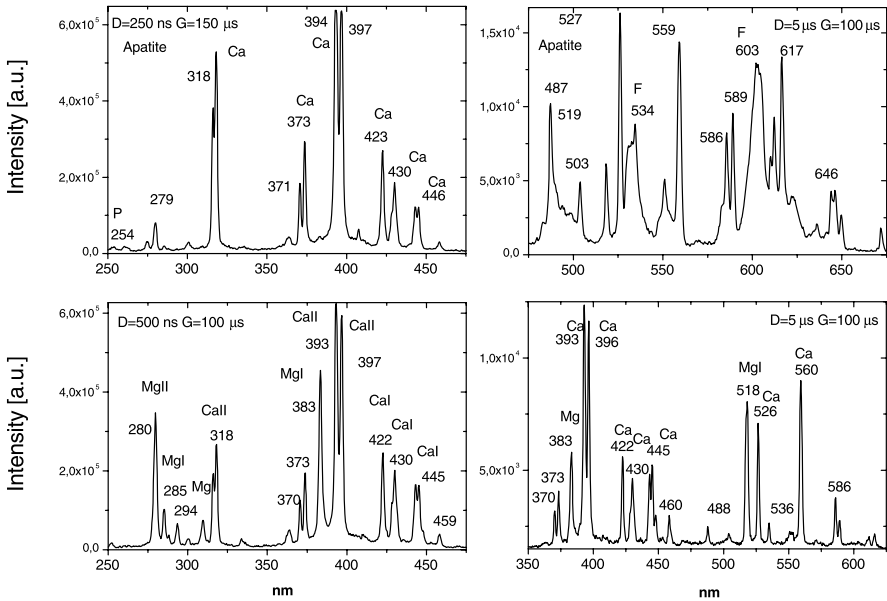 Intensity [a.u.]
6,0x10⁵
4,0x10⁵
2,0x10⁵
0,0
D=250 ns G=150 µs
Apatite
P
254
279
318
Ca
371
Ca
373
394
Ca
397
Ca
423
430
Ca
Ca
446
250 300 350 400 450
1,5x10⁴
1,0x10⁴
5,0x10³
0,0
527
Apatite
487
519
503
F
534
559
586
589
F
603
617
D=5 µs G=100 µs
646
500 550 600 650
Intensity [a.u.]
6,0x10⁵
4,0x10⁵
2,0x10⁵
0,0
D=500 ns G=100 µs
MgII
280
MgI
285
294
Mg
CaII
318
370
373
MgI
383
CaII
393
CaII
397
CaI
422
CaI
430
CaI
445
459
250 300 350 400 450
nm
1,0x10⁴
5,0x10³
D=5 µs G=100 µs
370
373
Mg
383
Ca
393
Ca
396
Ca
422
Ca
430
Ca
445
460
488
MgI
518
Ca
526
536
Ca
560
586
350 400 450 500 550 600
nm